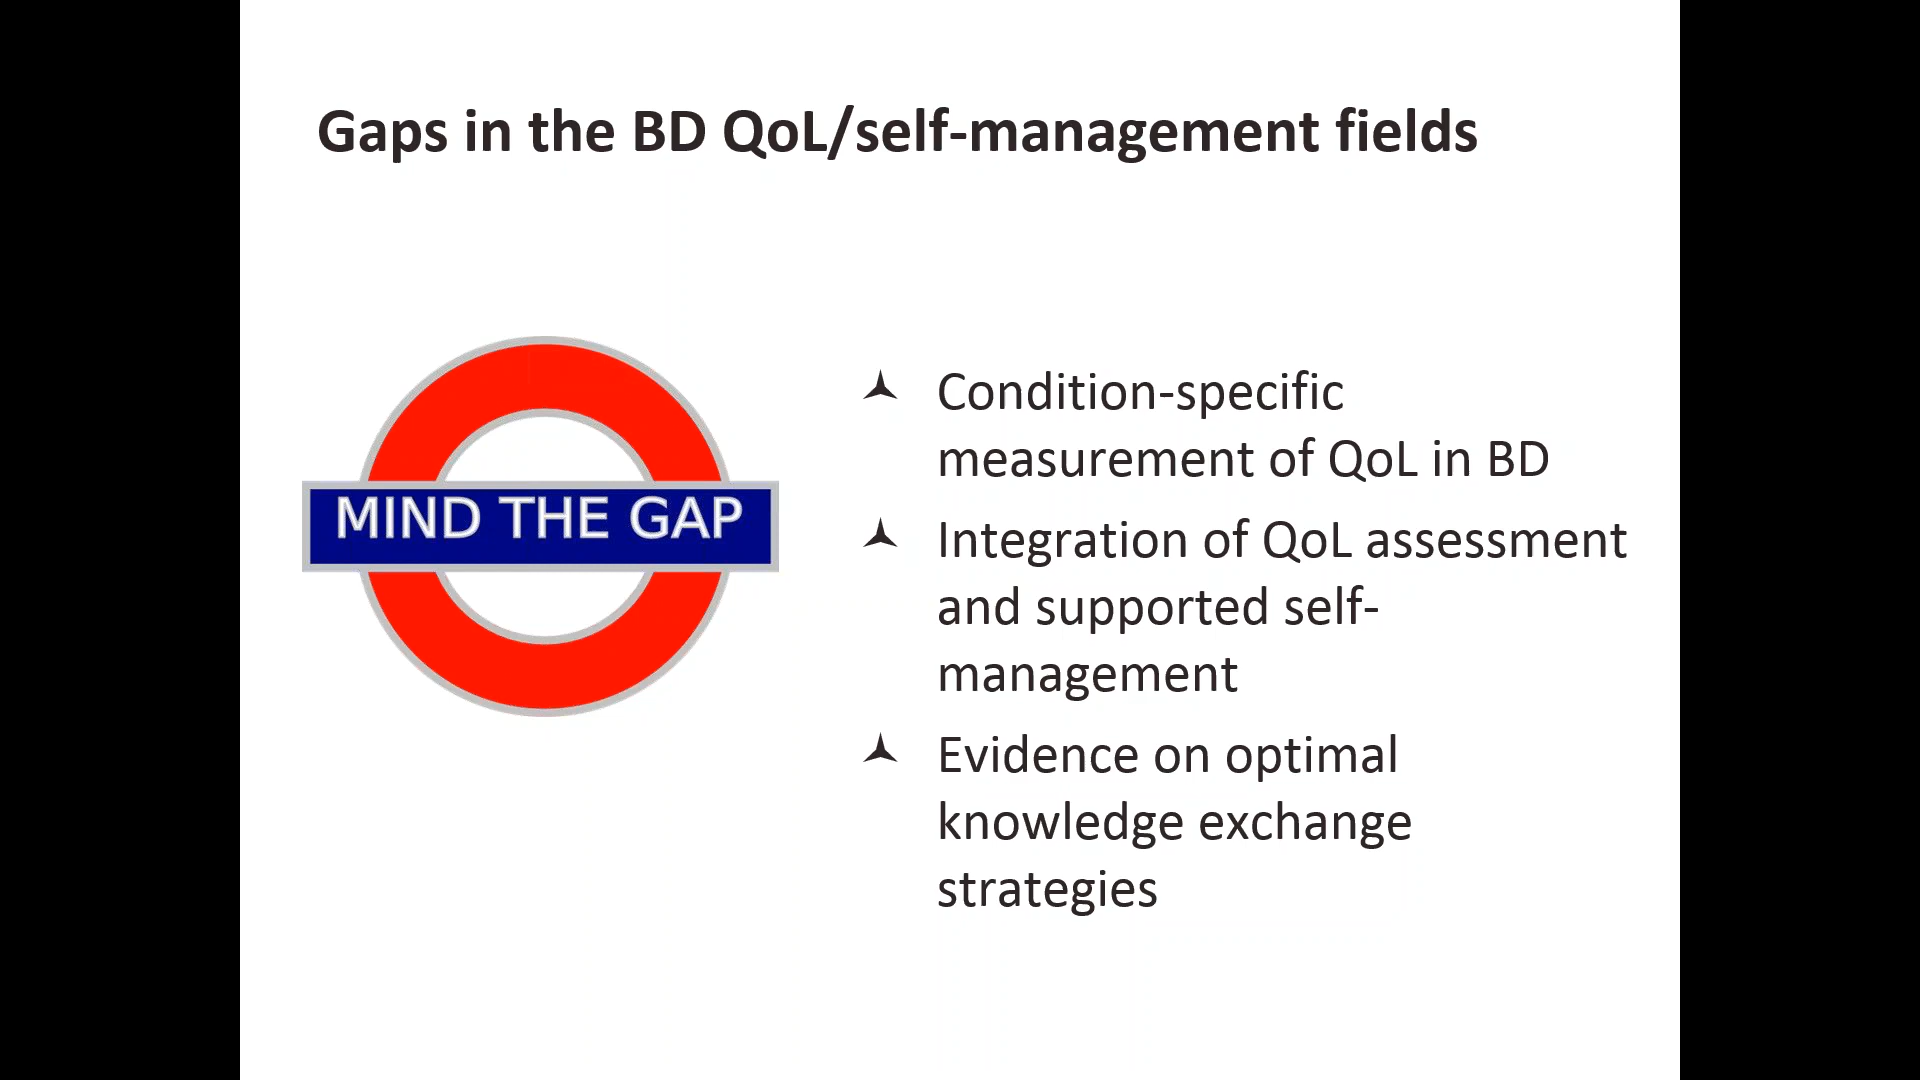 Gaps in the BD QoL/self-management fields
MIND THE GAP
Condition-specific
measurement of QoL in BD
Integration of QoL assessment
and supported self-
management
Evidence on optimal
knowledge exchange
strategies